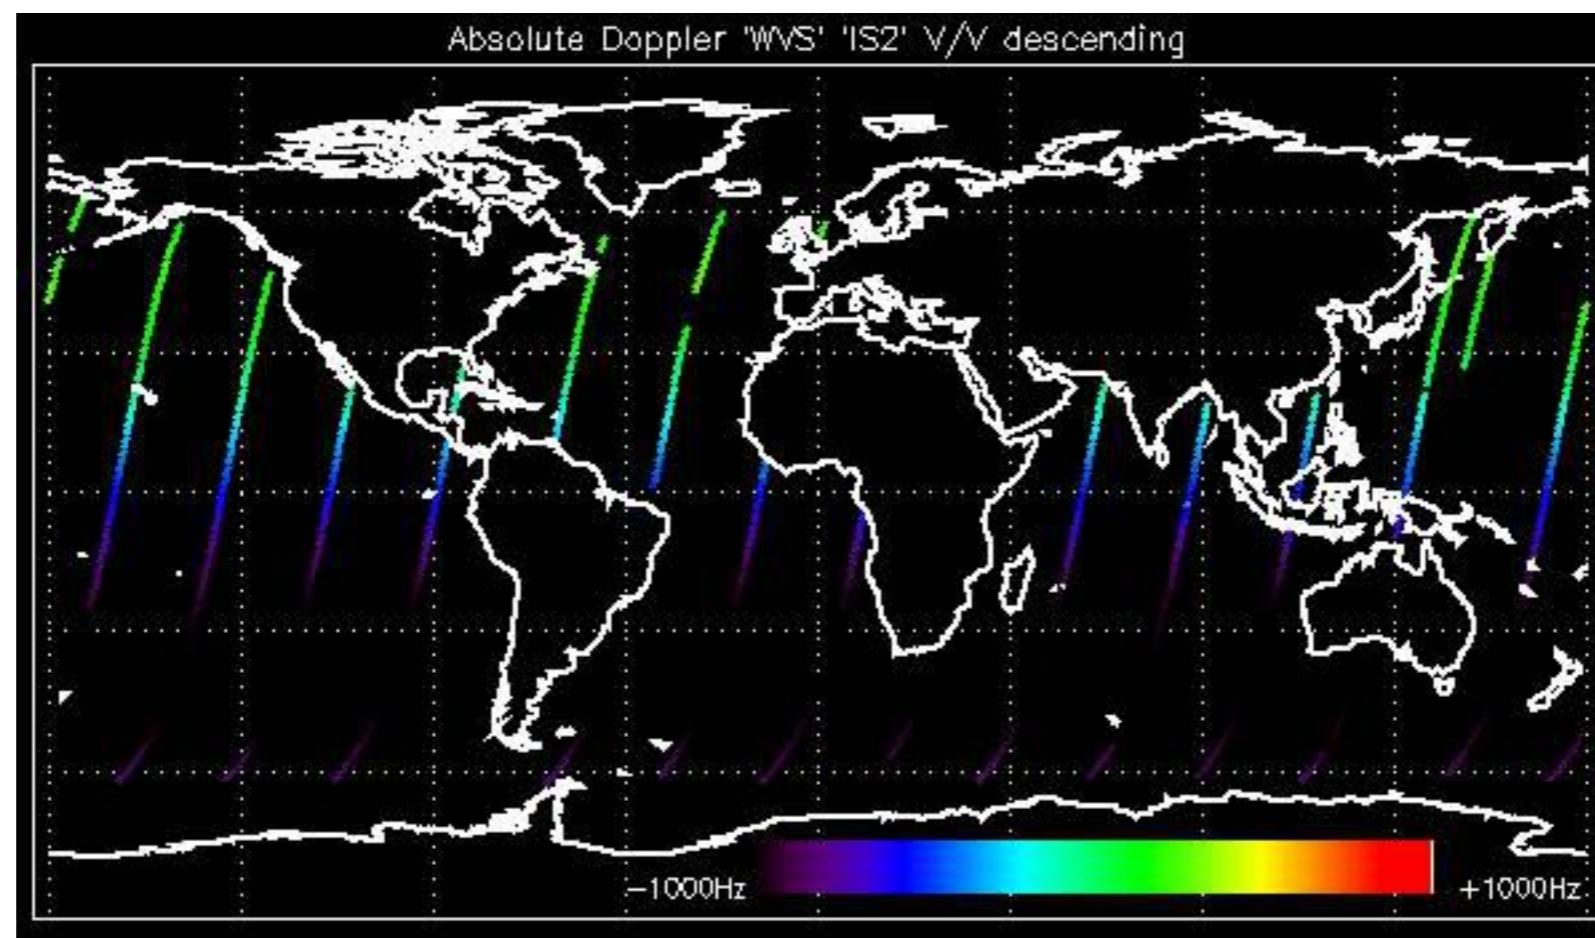 Absolute Doppler 'WVS' 'IS2' V/V descending
−1000Hz +1000Hz